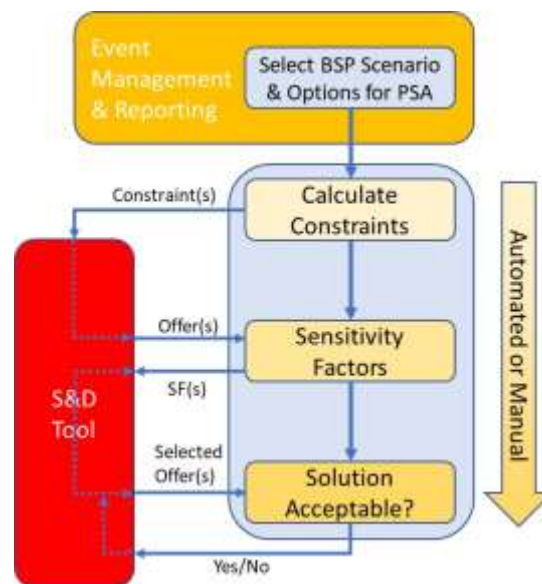 Event
Management
& Reporting
Select BSP Scenario
& Options for PSA
Constraint(s)
Calculate
Constraints
Automated or Manual
Offer(s)
Sensitivity
Factors
SF(s)
S&D
Tool
Selected
Offer(s)
Solution
Acceptable?
Yes/No